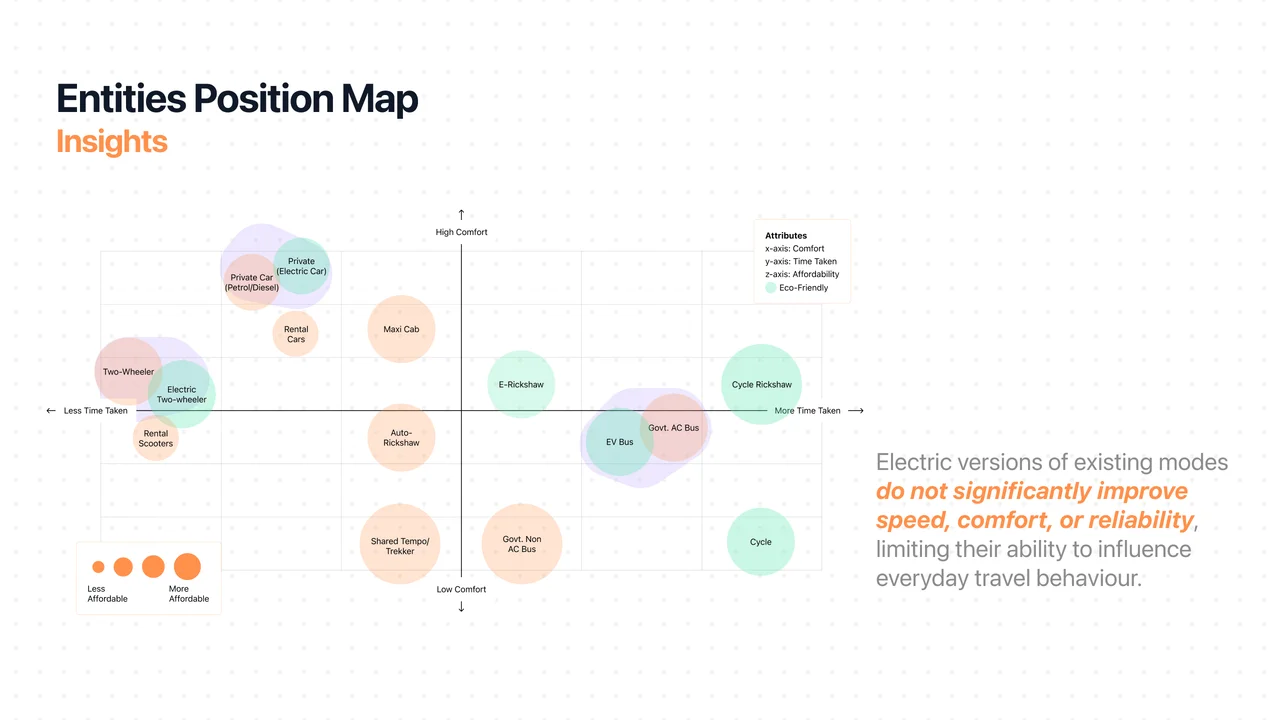 Entities Position Map
Insights
High Comfort
Attributes
x-axis: Comfort
y-axis: Time Taken
z-axis: Affordability
Eco-Friendly
Private
(Electric Car)
Private Car
(Petrol/Diesel)
Rental
Cars
Maxi Cab
Two-Wheeler
Electric
Two-wheeler
E-Rickshaw
Cycle Rickshaw
Less Time Taken
More Time Taken
Rental
Scooters
Auto-
Rickshaw
EV Bus
Govt. AC Bus
Shared Tempo/
Trekker
Govt. Non
AC Bus
Cycle
Low Comfort
Less
Affordable
More
Affordable
Electric versions of existing modes
do not significantly improve
speed, comfort, or reliability,
limiting their ability to influence
everyday travel behaviour.